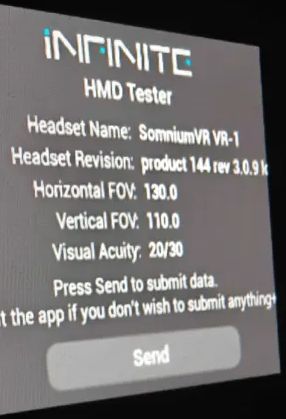 iNFINITE
HMD Tester
Headset Name: SomniumVR VR-1
Headset Revision: product 144 rev 3.0.9 k
Horizontal FOV: 130.0
Vertical FOV: 110.0
Visual Acuity: 20/30
Press Send to submit data.
t the app if you don't wish to submit anything
Send